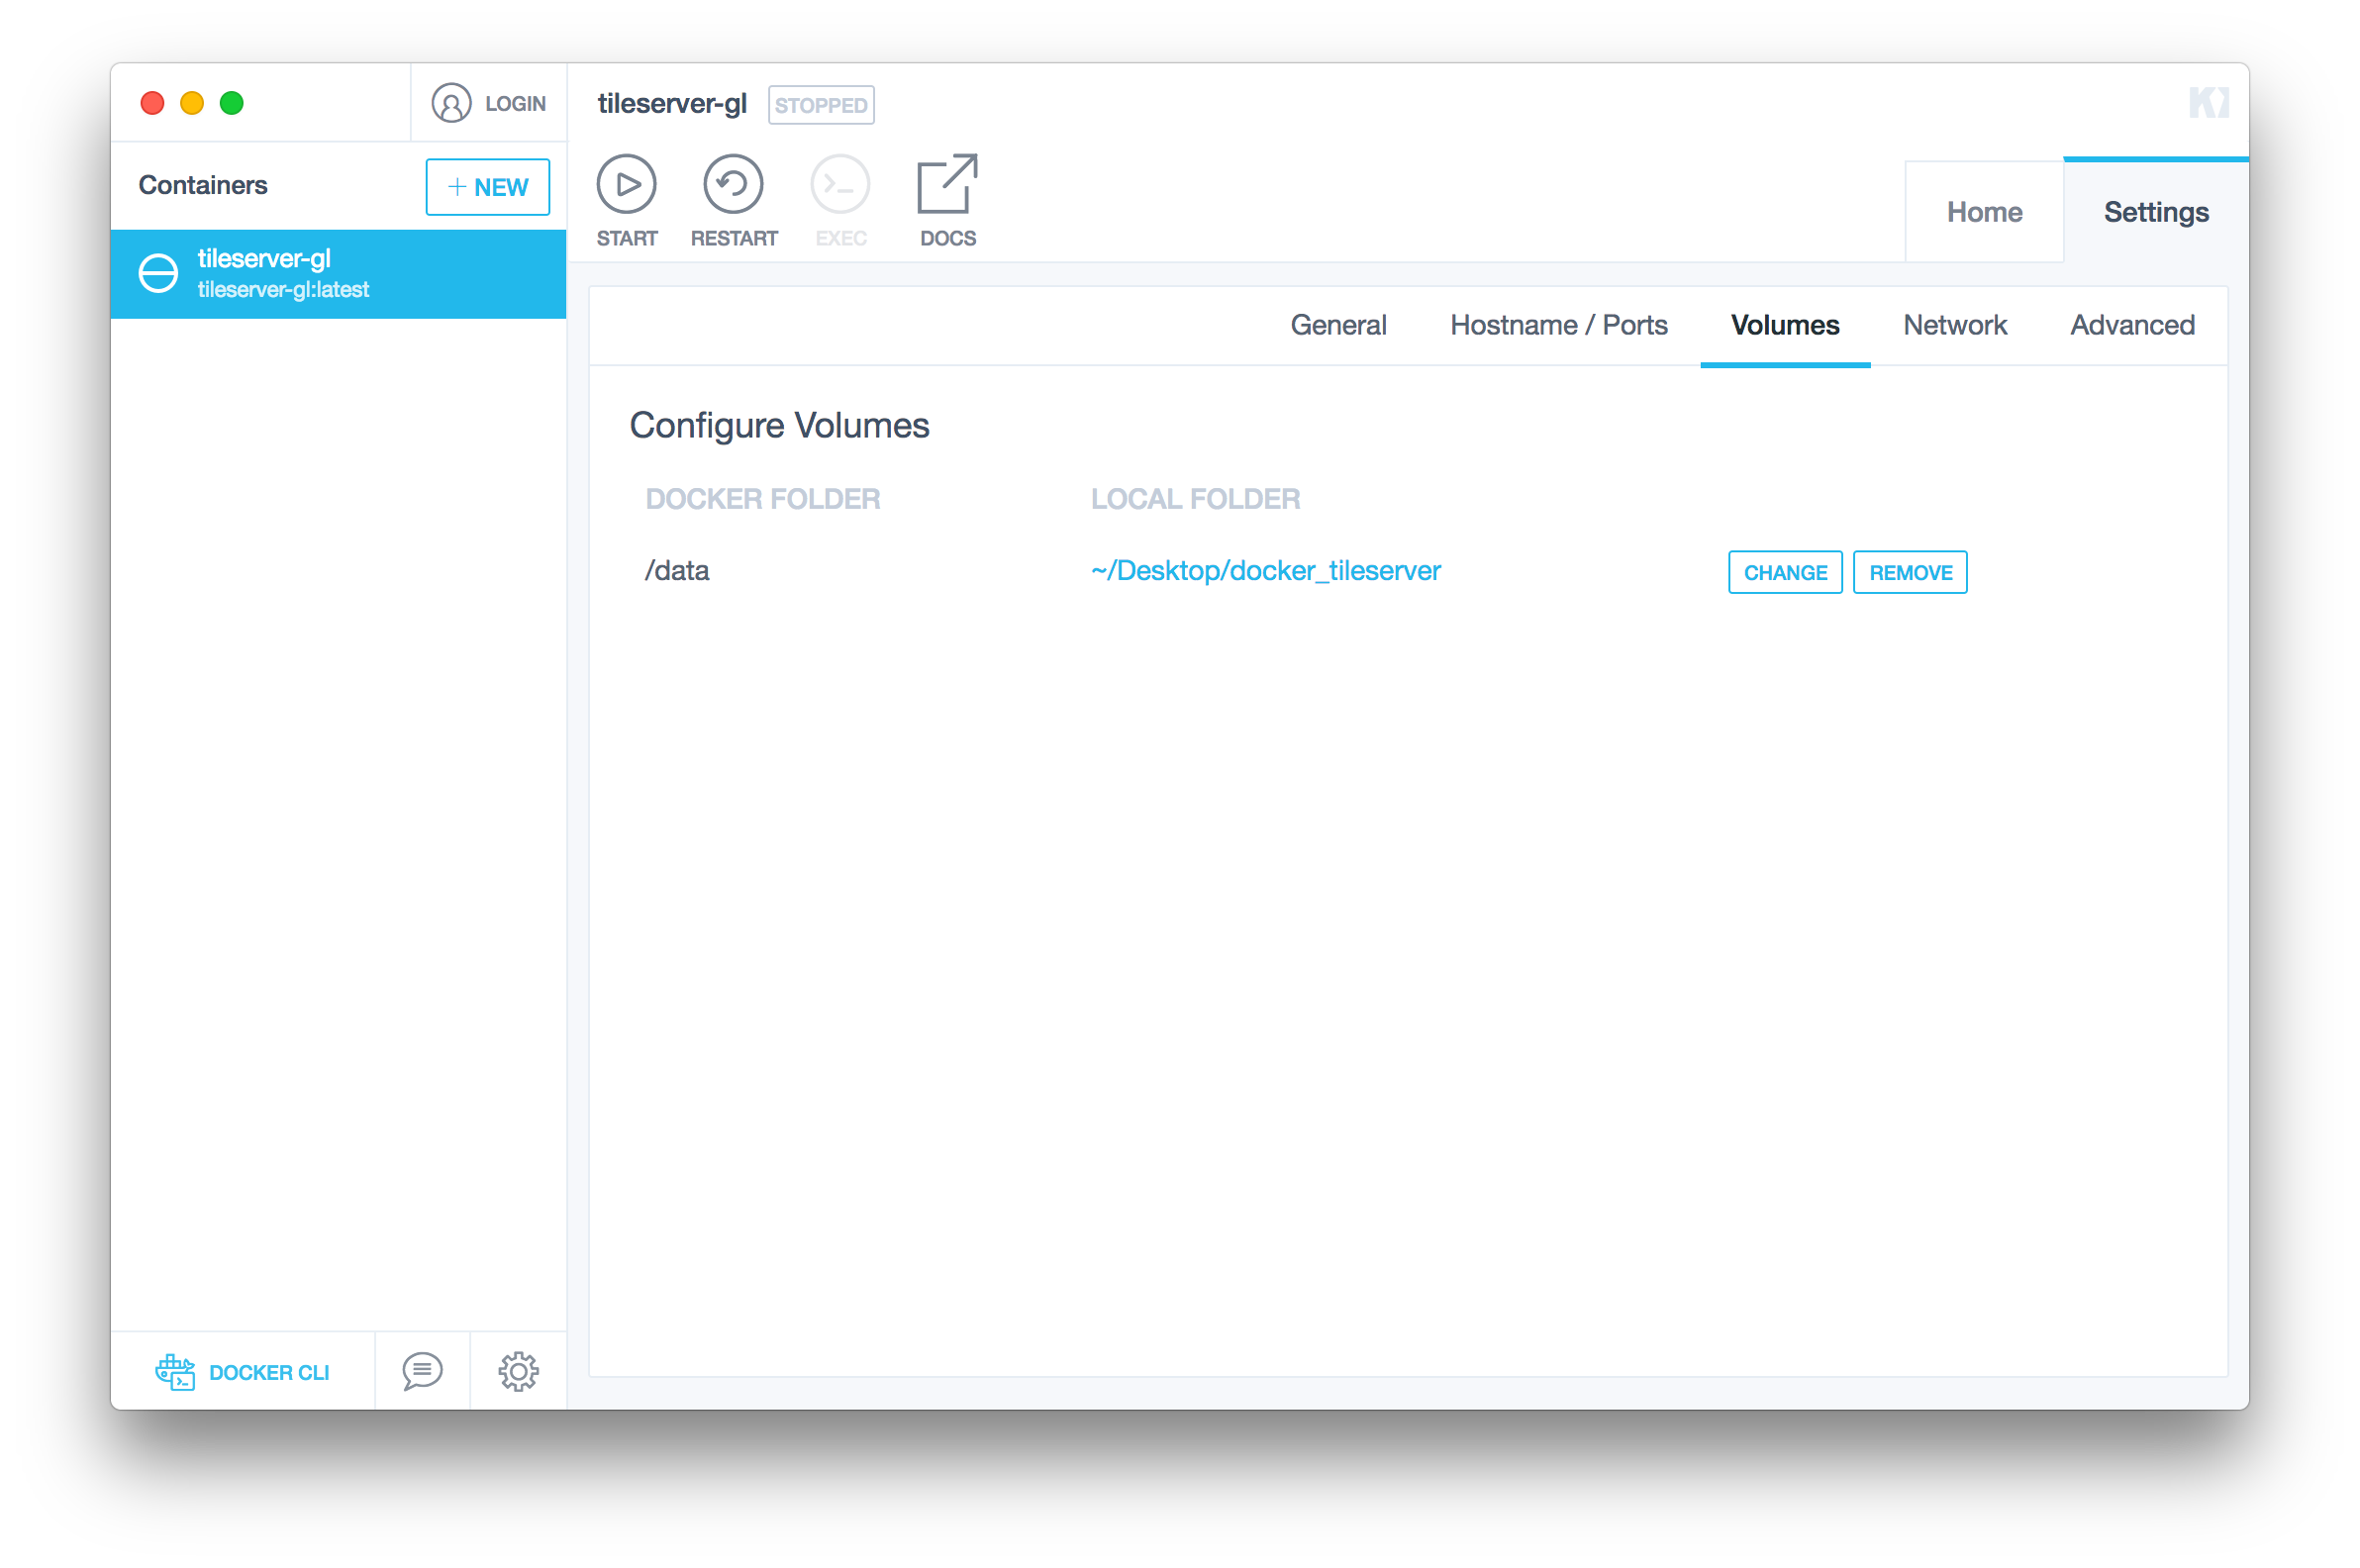 LOGIN
tileserver-gl STOPPED
Containers
+ NEW
START RESTART EXEC DOCS
Home Settings
tileserver-gl
tileserver-gl:latest
General Hostname / Ports Volumes Network Advanced
Configure Volumes
DOCKER FOLDER LOCAL FOLDER
/data ~/Desktop/docker_tileserver CHANGE REMOVE
DOCKER CLI